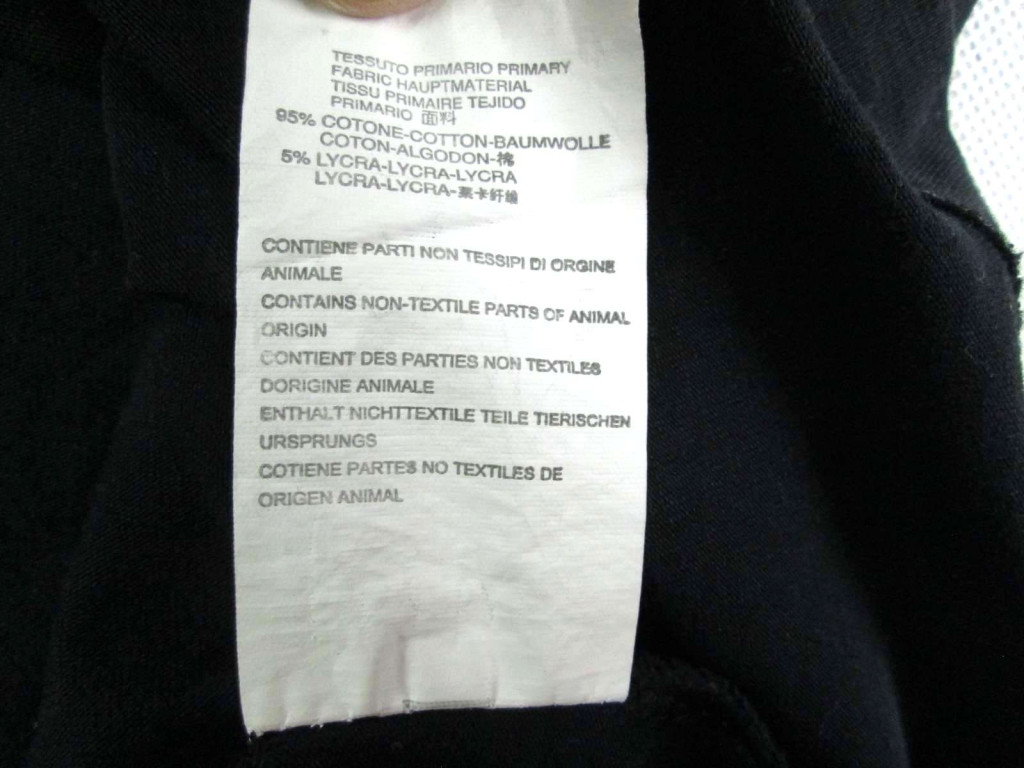 TESSUTO PRIMARIO PRIMARY
FABRIC HAUPTMATERIAL
TISSU PRIMAIRE TEJIDO
PRIMARIO 面料
95% COTONE-COTTON-BAUMWOLLE
COTON-ALGODON-棉
5% LYCRA-LYCRA-LYCRA
LYCRA-LYCRA-莱卡纤维
CONTIENE PARTI NON TESSIPI DI ORGINE
ANIMALE
CONTAINS NON-TEXTILE PARTS OF ANIMAL
ORIGIN
CONTIENT DES PARTIES NON TEXTILES
DORIGINE ANIMALE
ENTHALT NICHTTEXTILE TEILE TIERISCHEN
URSPRUNGS
COTIENE PARTES NO TEXTILES DE
ORIGEN ANIMAL